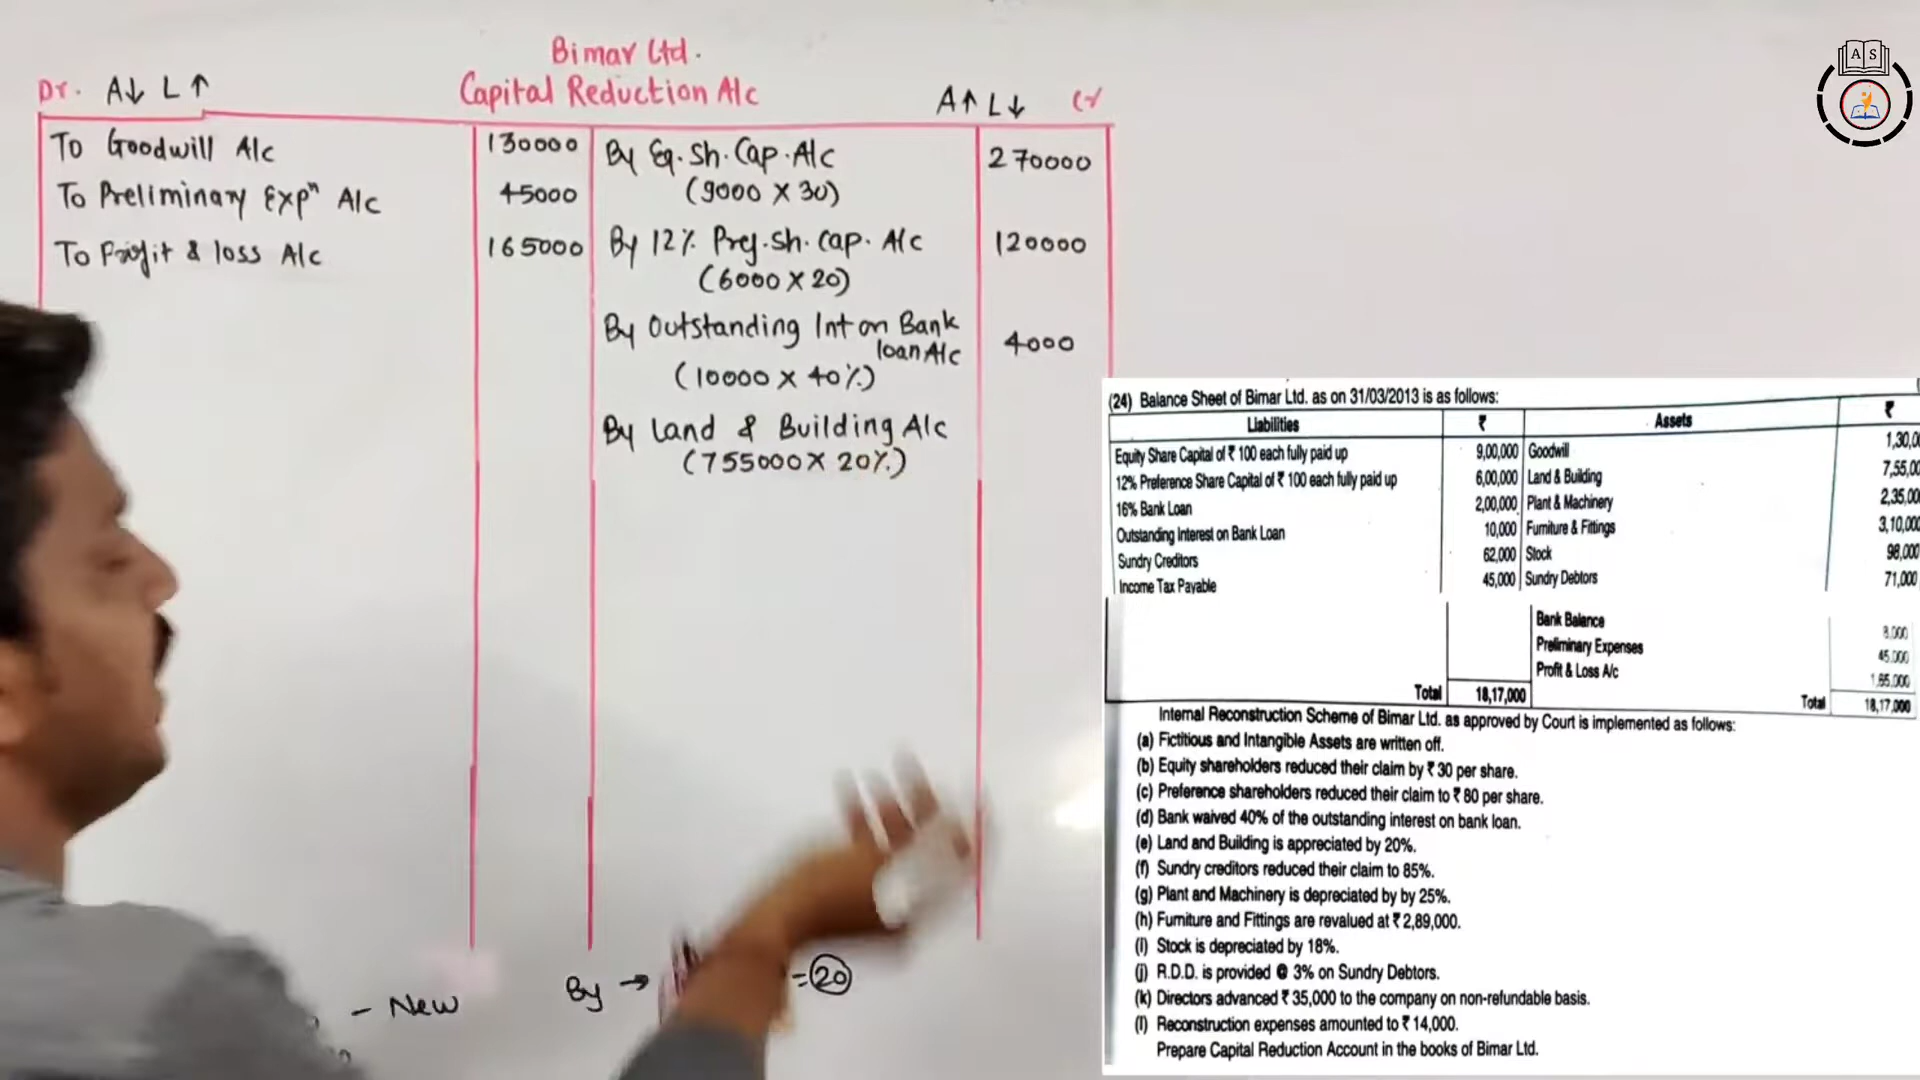 Bimar Ltd.
Dr. A↓ L↑ Capital Reduction A/c A↑ L↓ Cr
To Goodwill A/c 130000
To Preliminary Expⁿ A/c 45000
To Profit & loss A/c 165000
By Eq. Sh. Cap. A/c 270000
(9000 X 30)
By 12% Pref. Sh. Cap. A/c 120000
(6000 X 20)
By Outstanding Int on Bank
loan A/c 4000
(10000 X 40%)
By Land & Building A/c
(755000 X 20%)
- New
By → = 20
A S
(24) Balance Sheet of Bimar Ltd. as on 31/03/2013 is as follows:
Liabilities ₹ Assets ₹
Equity Share Capital of ₹ 100 each fully paid up 9,00,000 Goodwill 1,30,00
12% Preference Share Capital of ₹ 100 each fully paid up 6,00,000 Land & Building 7,55,00
16% Bank Loan 2,00,000 Plant & Machinery 2,35,00
Outstanding Interest on Bank Loan 10,000 Furniture & Fittings 3,10,000
Sundry Creditors 62,000 Stock 98,000
Income Tax Payable 45,000 Sundry Debtors 71,000
Bank Balance 8,000
Preliminary Expenses 45,000
Profit & Loss A/c 1,65,000
Total 18,17,000 Total 18,17,000
Internal Reconstruction Scheme of Bimar Ltd. as approved by Court is implemented as follows:
(a) Fictitious and Intangible Assets are written off.
(b) Equity shareholders reduced their claim by ₹ 30 per share.
(c) Preference shareholders reduced their claim to ₹ 80 per share.
(d) Bank waived 40% of the outstanding interest on bank loan.
(e) Land and Building is appreciated by 20%.
(f) Sundry creditors reduced their claim to 85%.
(g) Plant and Machinery is depreciated by by 25%.
(h) Furniture and Fittings are revalued at ₹ 2,89,000.
(i) Stock is depreciated by 18%.
(j) R.D.D. is provided @ 3% on Sundry Debtors.
(k) Directors advanced ₹ 35,000 to the company on non-refundable basis.
(l) Reconstruction expenses amounted to ₹ 14,000.
Prepare Capital Reduction Account in the books of Bimar Ltd.